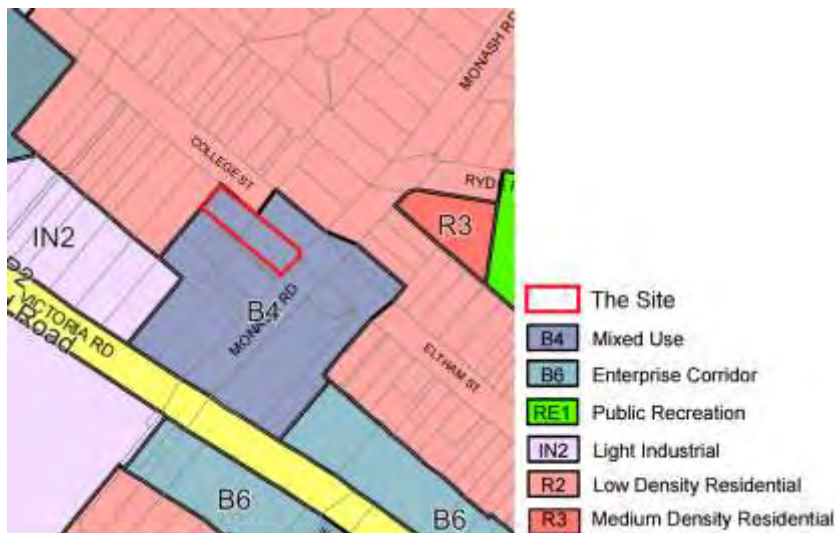 MONASH RD
COLLEGE ST
RYDE
R3
IN2
VICTORIA RD
Road
B4
MONASH RD
ELTHAM ST
B6
B6
The Site
B4 Mixed Use
B6 Enterprise Corridor
RE1 Public Recreation
IN2 Light Industrial
R2 Low Density Residential
R3 Medium Density Residential